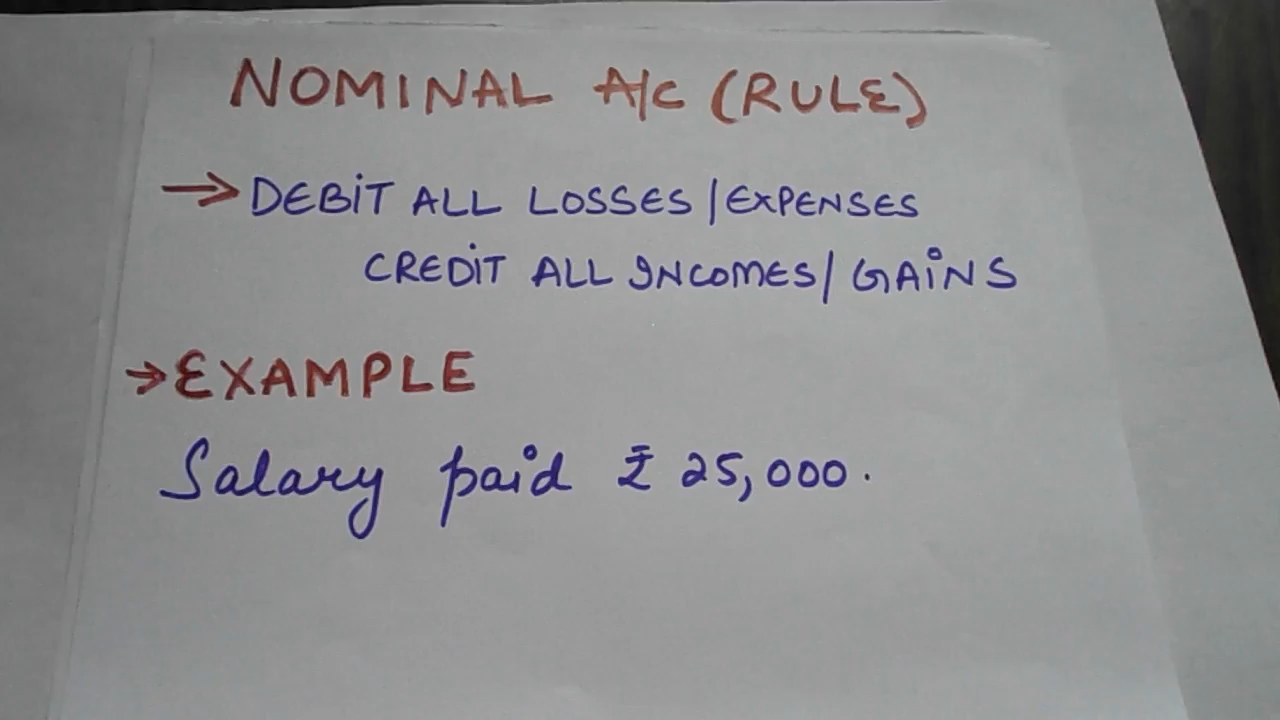 NOMINAL A/C (RULE)
→ DEBIT ALL LOSSES/EXPENSES
CREDIT ALL INCOMES/GAINS
→ EXAMPLE
Salary paid ₹ 25,000.